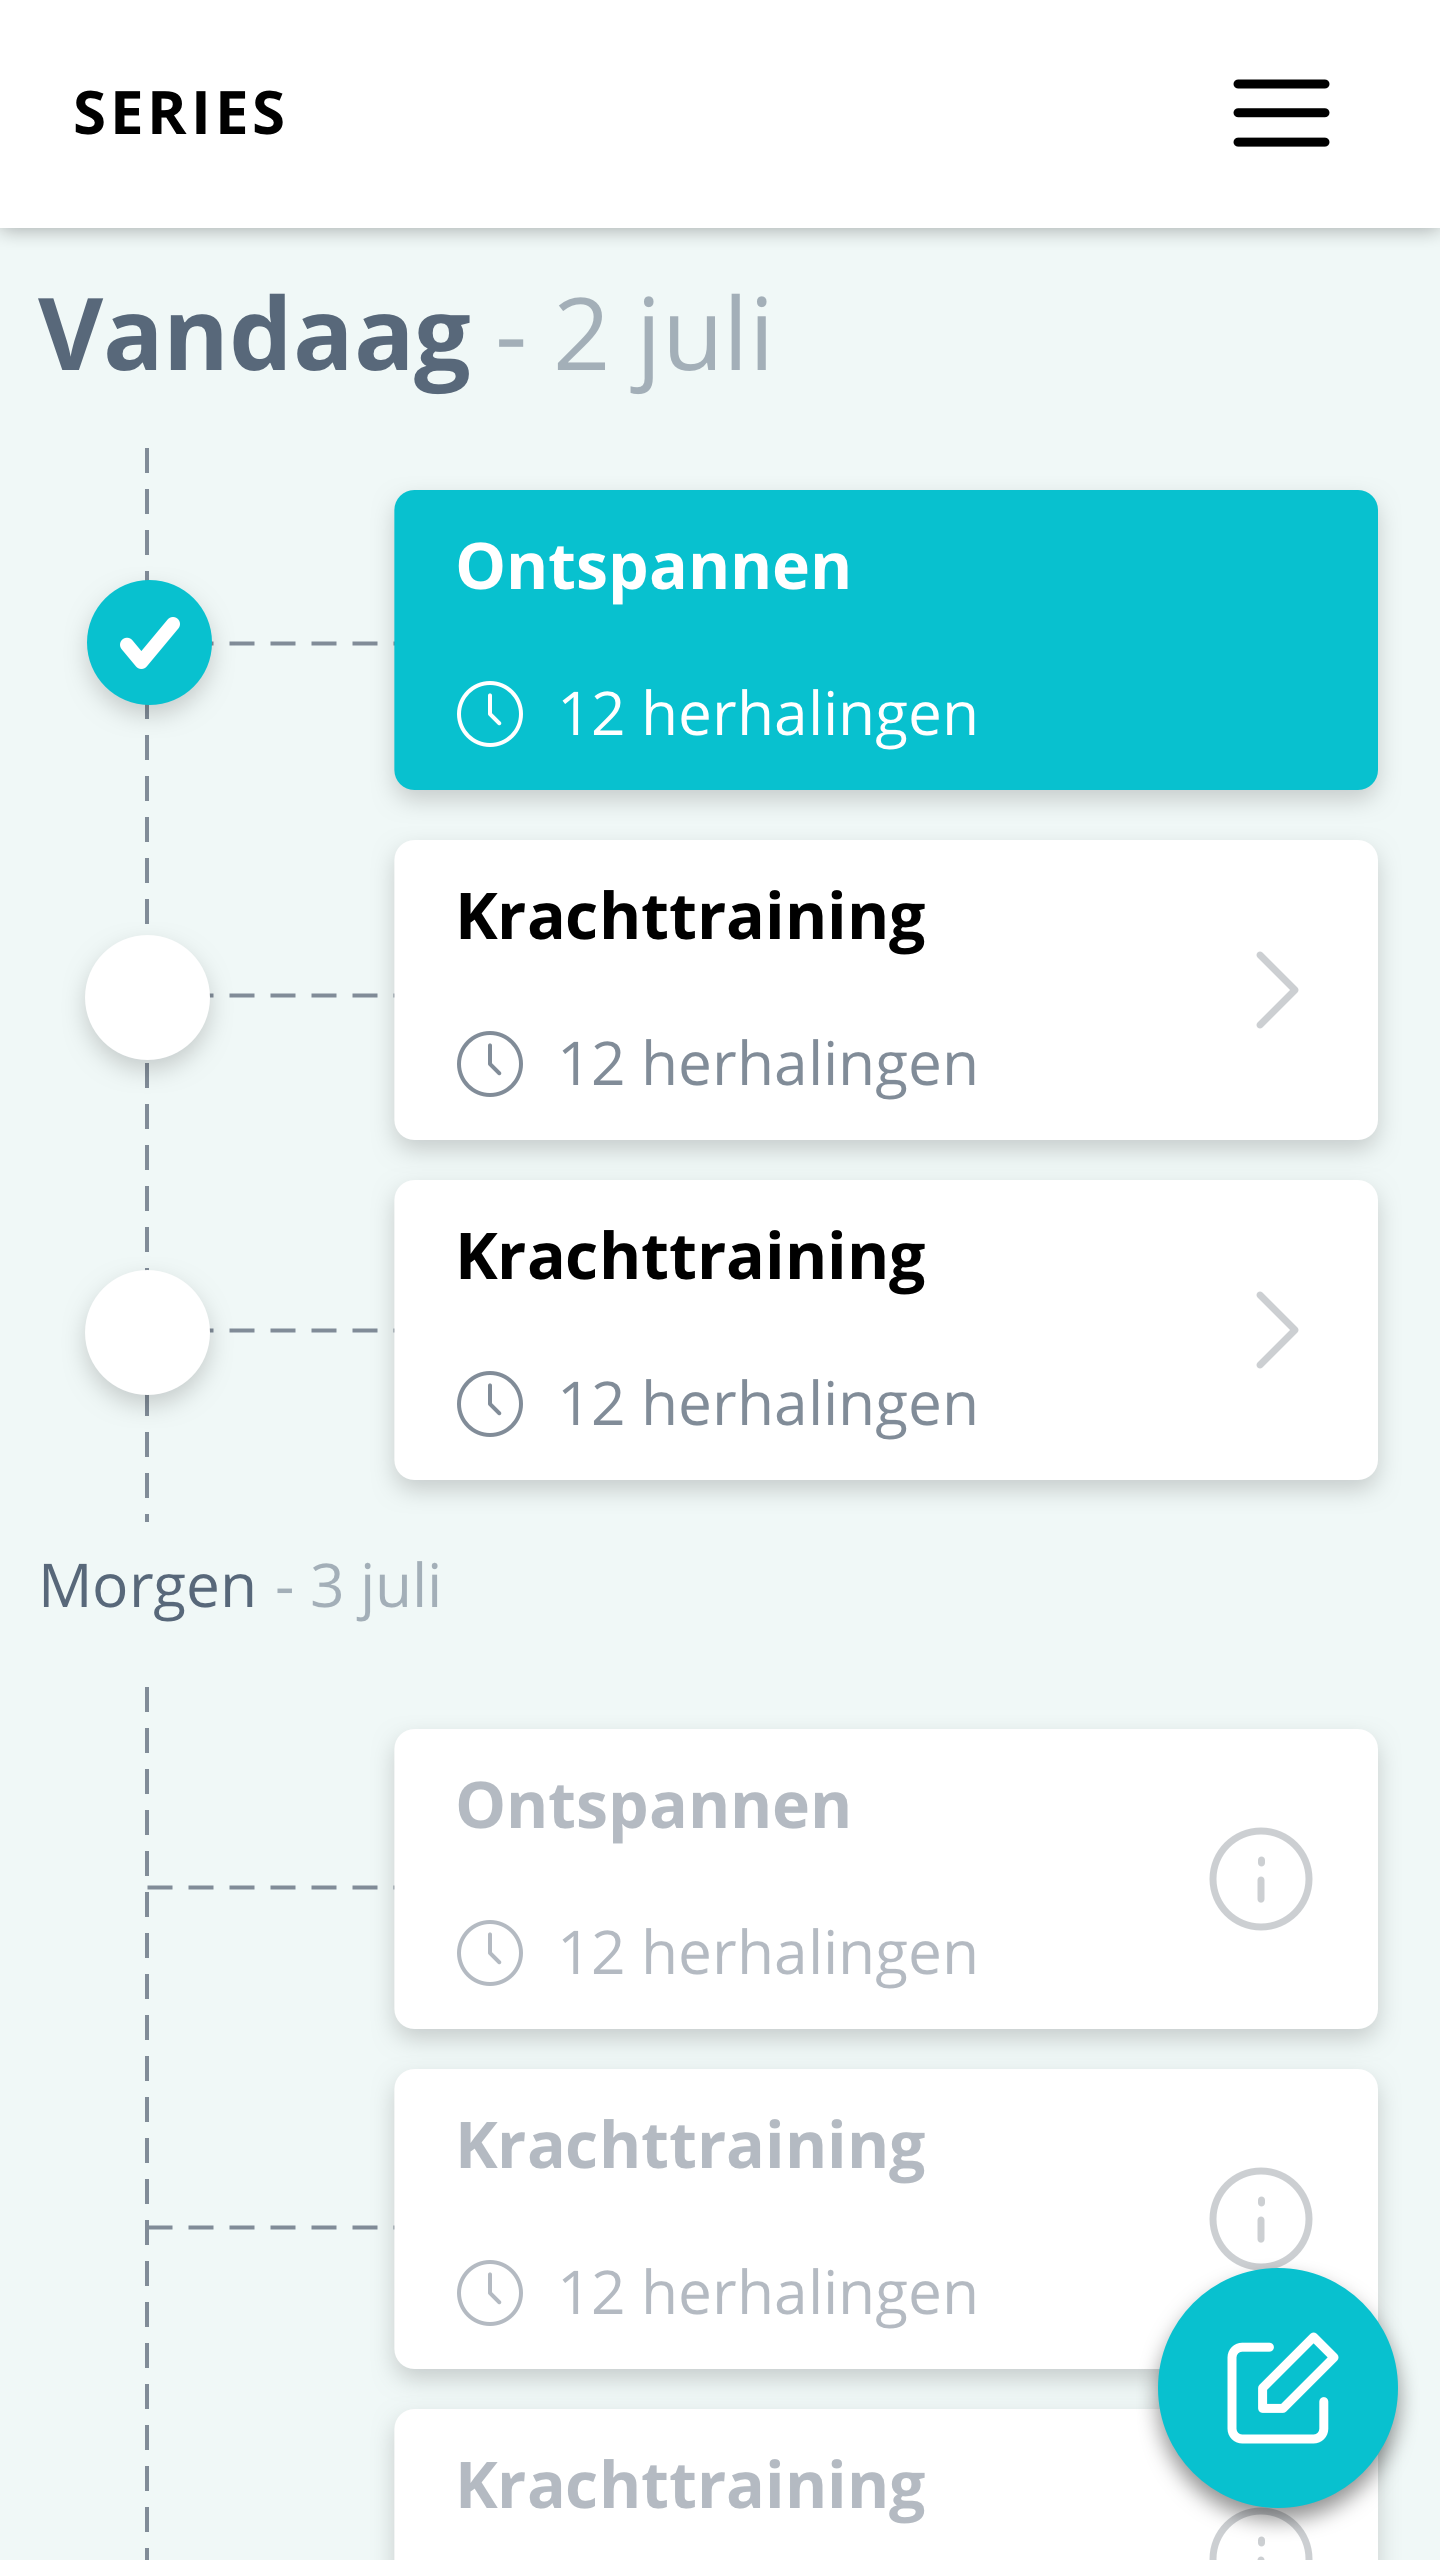 SERIES
Vandaag - 2 juli
Ontspannen
12 herhalingen
Krachttraining
12 herhalingen
Krachttraining
12 herhalingen
Morgen - 3 juli
Ontspannen
12 herhalingen
Krachttraining
12 herhalingen
Krachttraining